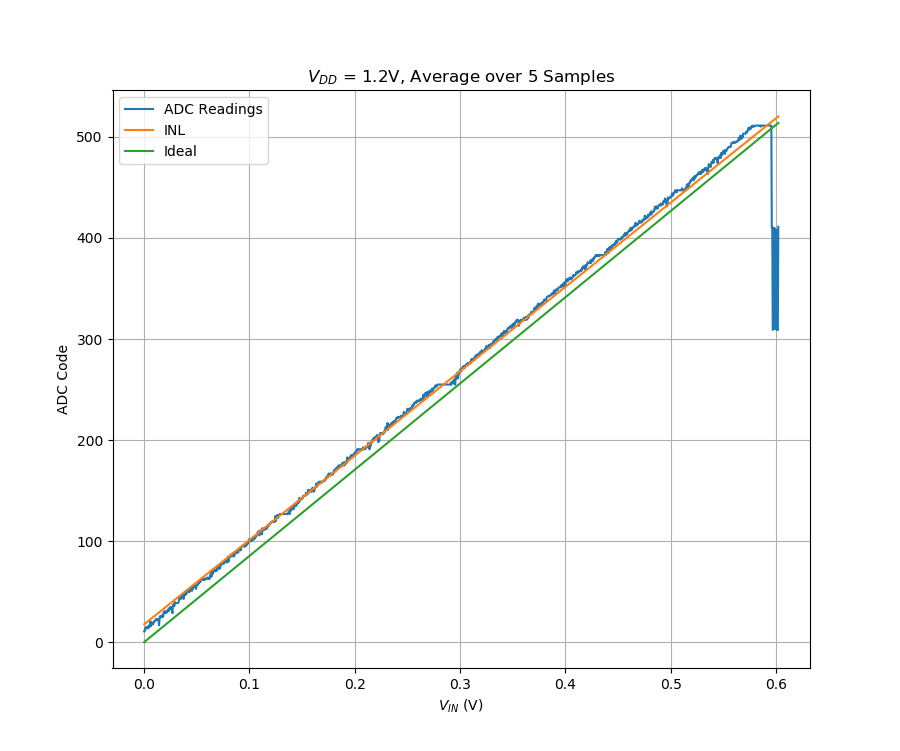 V_DD = 1.2V, Average over 5 Samples
ADC Readings
INL
Ideal
500
400
300
200
100
0
ADC Code
0.0 0.1 0.2 0.3 0.4 0.5 0.6
V_IN (V)